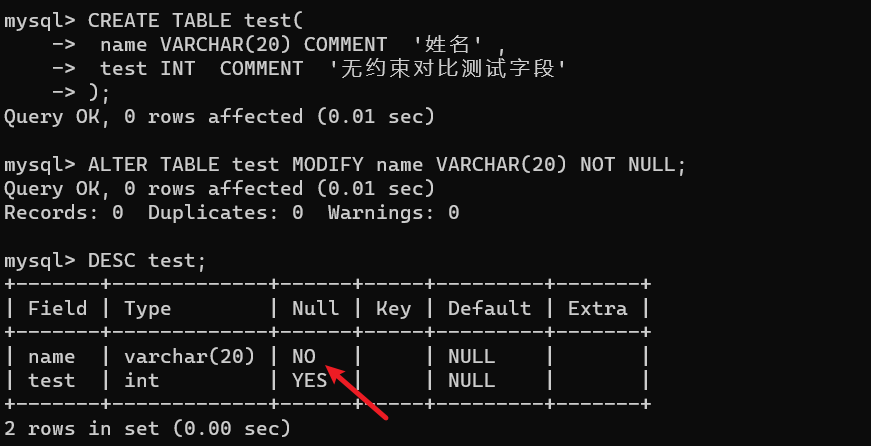 mysql> CREATE TABLE test(
    ->  name VARCHAR(20) COMMENT  '姓名' ,
    ->  test INT  COMMENT  '无约束对比测试字段'
    -> );
Query OK, 0 rows affected (0.01 sec)

mysql> ALTER TABLE test MODIFY name VARCHAR(20) NOT NULL;
Query OK, 0 rows affected (0.01 sec)
Records: 0  Duplicates: 0  Warnings: 0

mysql> DESC test;
+-------+-------------+------+-----+---------+-------+
| Field | Type        | Null | Key | Default | Extra |
+-------+-------------+------+-----+---------+-------+
| name  | varchar(20) | NO   |     | NULL    |       |
| test  | int         | YES  |     | NULL    |       |
+-------+-------------+------+-----+---------+-------+
2 rows in set (0.00 sec)